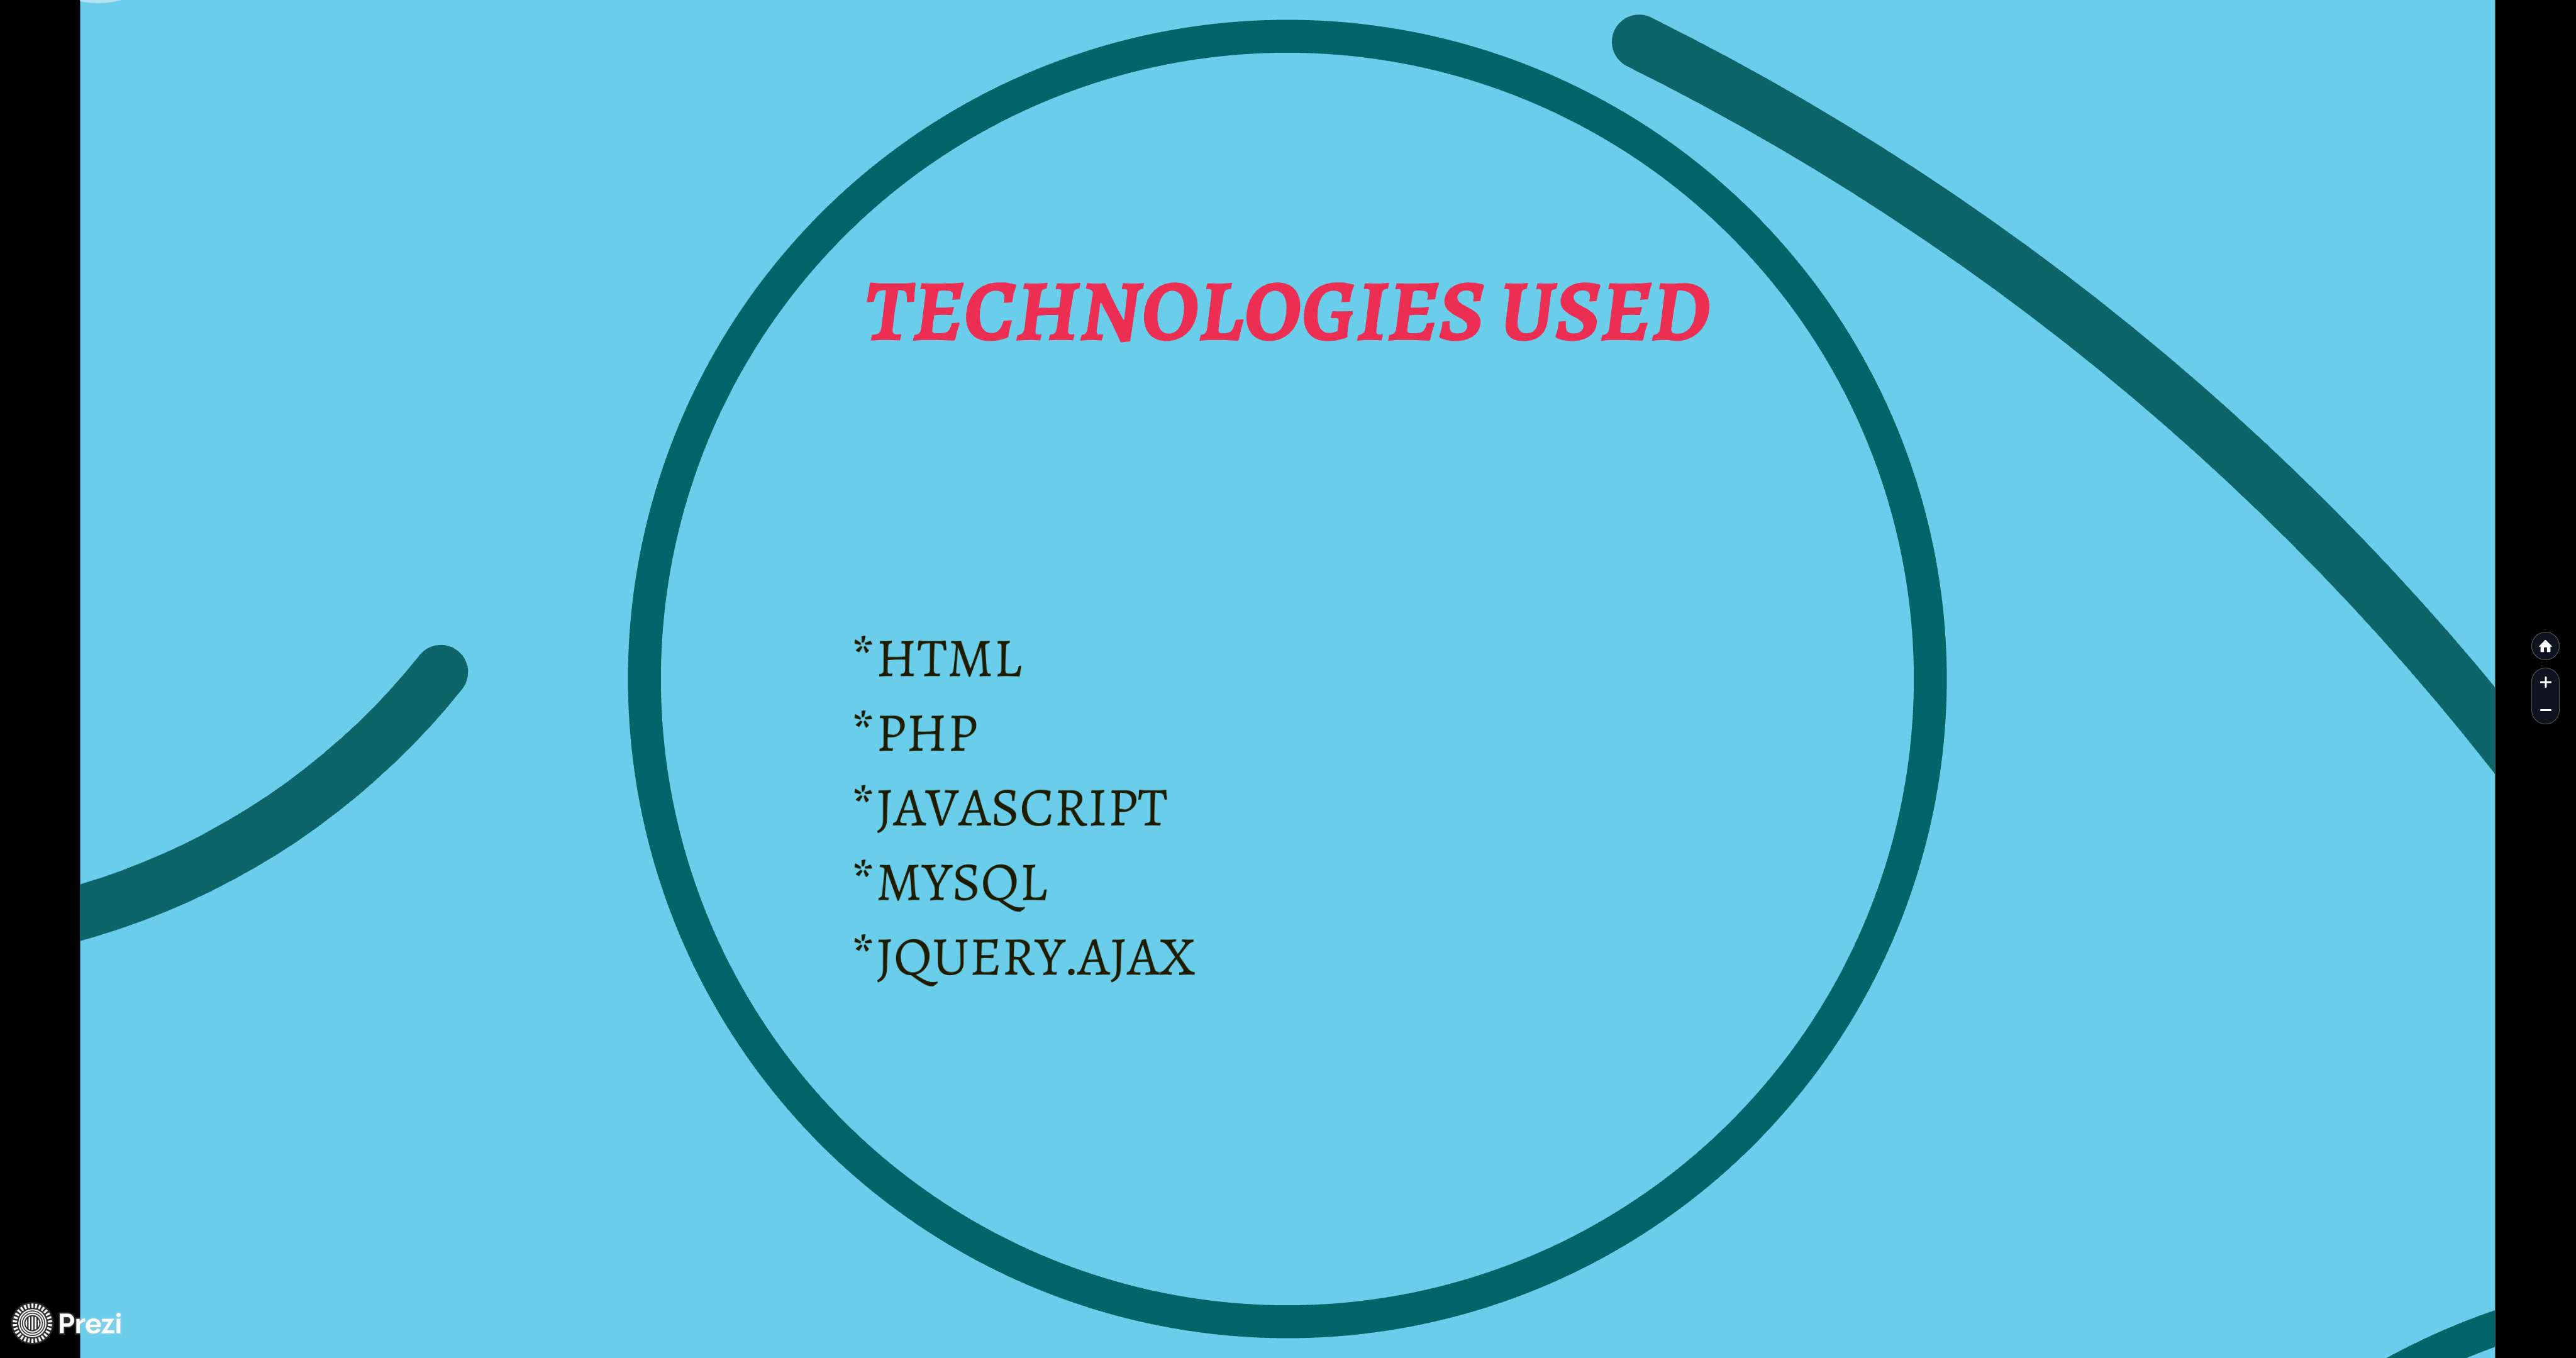 TECHNOLOGIES USED
*HTML
*PHP
*JAVASCRIPT
*MYSQL
*JQUERY.AJAX
Prezi